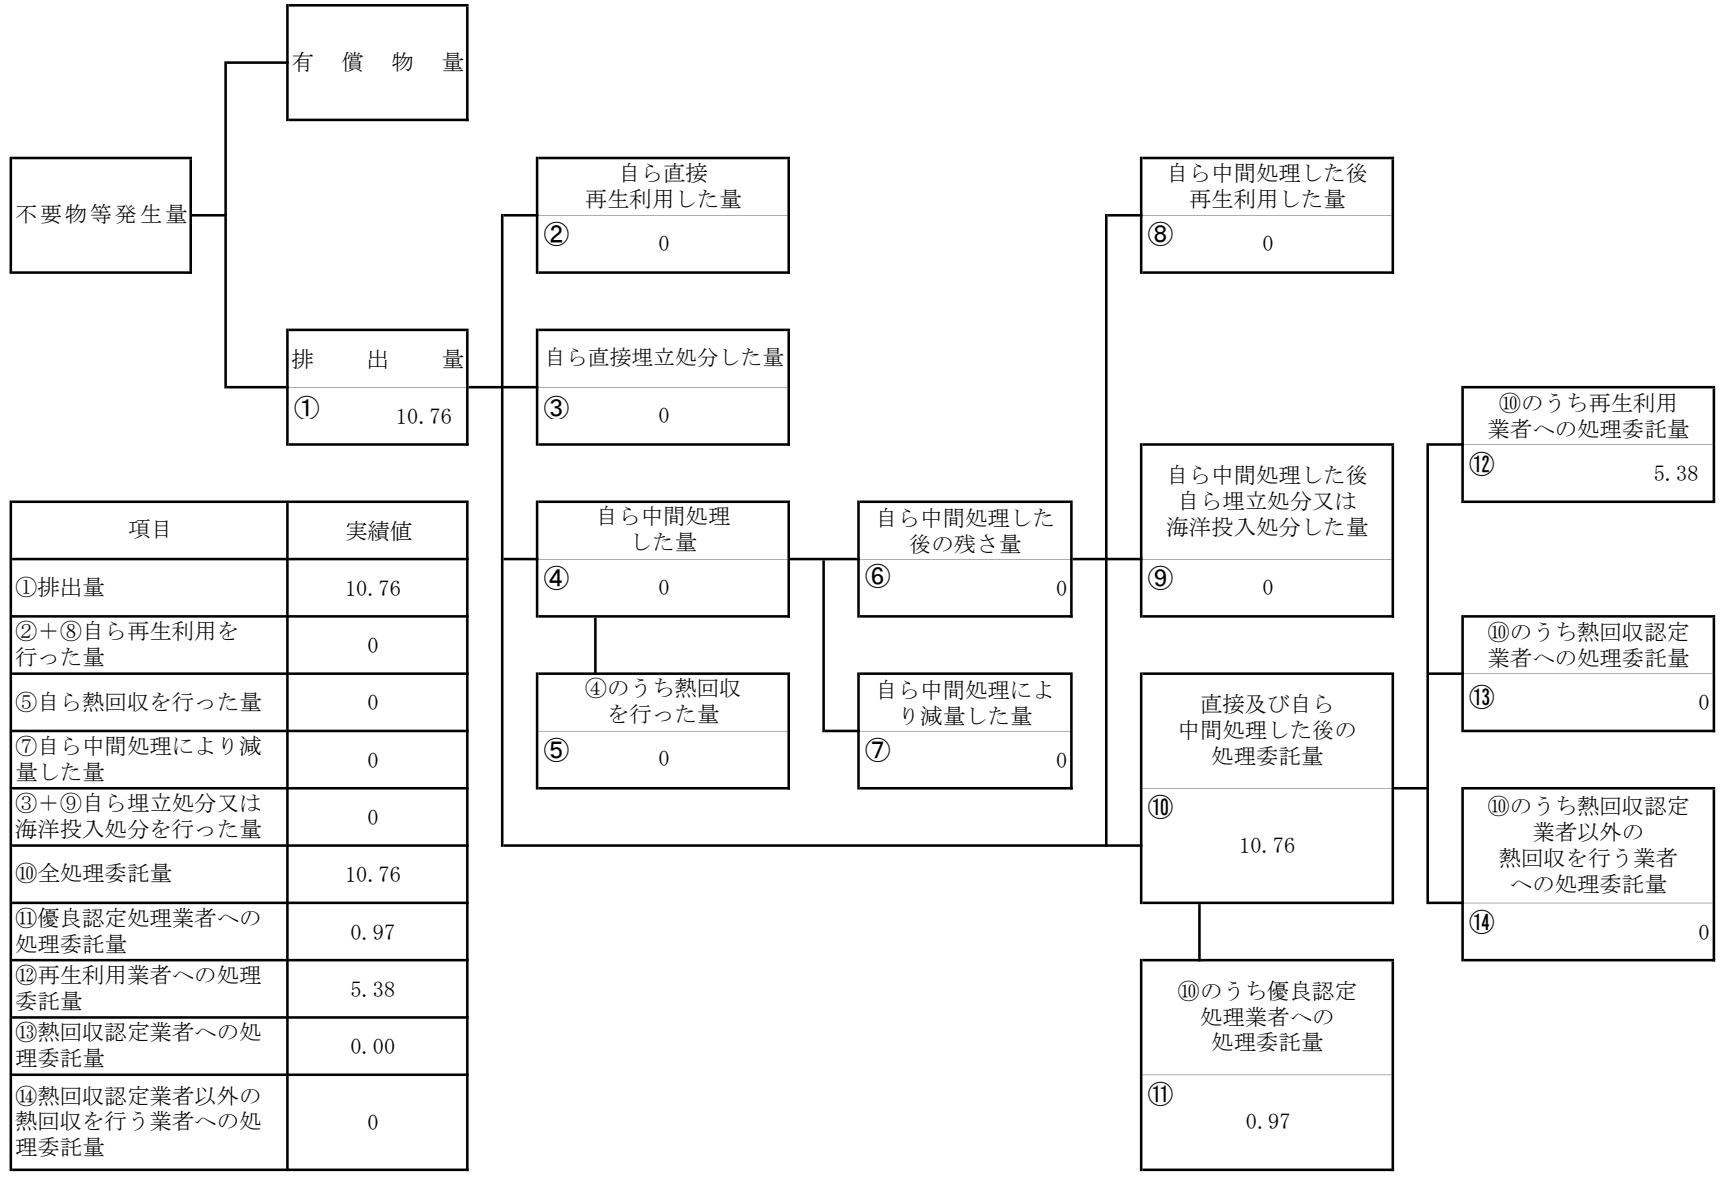 有償物量
不要物等発生量
自ら直接
再生利用した量
②
0
自ら中間処理した後
再生利用した量
⑧
0
排出量
①
10.76
自ら直接埋立処分した量
③
0
⑩のうち再生利用
業者への処理委託量
⑫
5.38
自ら中間処理
した量
④
0
自ら中間処理した
後の残さ量
⑥
0
自ら中間処理した後
自ら埋立処分又は
海洋投入処分した量
⑨
0
⑩のうち熱回収認定
業者への処理委託量
⑬
0
④のうち熱回収
を行った量
⑤
0
自ら中間処理によ
り減量した量
⑦
0
直接及び自ら
中間処理した後の
処理委託量
⑩
10.76
⑩のうち熱回収認定
業者以外の
熱回収を行う業者
への処理委託量
⑭
0
⑩のうち優良認定
処理業者への
処理委託量
⑪
0.97
項目 実績値
①排出量 10.76
②＋⑧自ら再生利用を
行った量
0
⑤自ら熱回収を行った量 0
⑦自ら中間処理により減
量した量
0
③＋⑨自ら埋立処分又は
海洋投入処分を行った量
0
⑩全処理委託量 10.76
⑪優良認定処理業者への
処理委託量
0.97
⑫再生利用業者への処理
委託量
5.38
⑬熱回収認定業者への処
理委託量
0.00
⑭熱回収認定業者以外の
熱回収を行う業者への処
理委託量
0